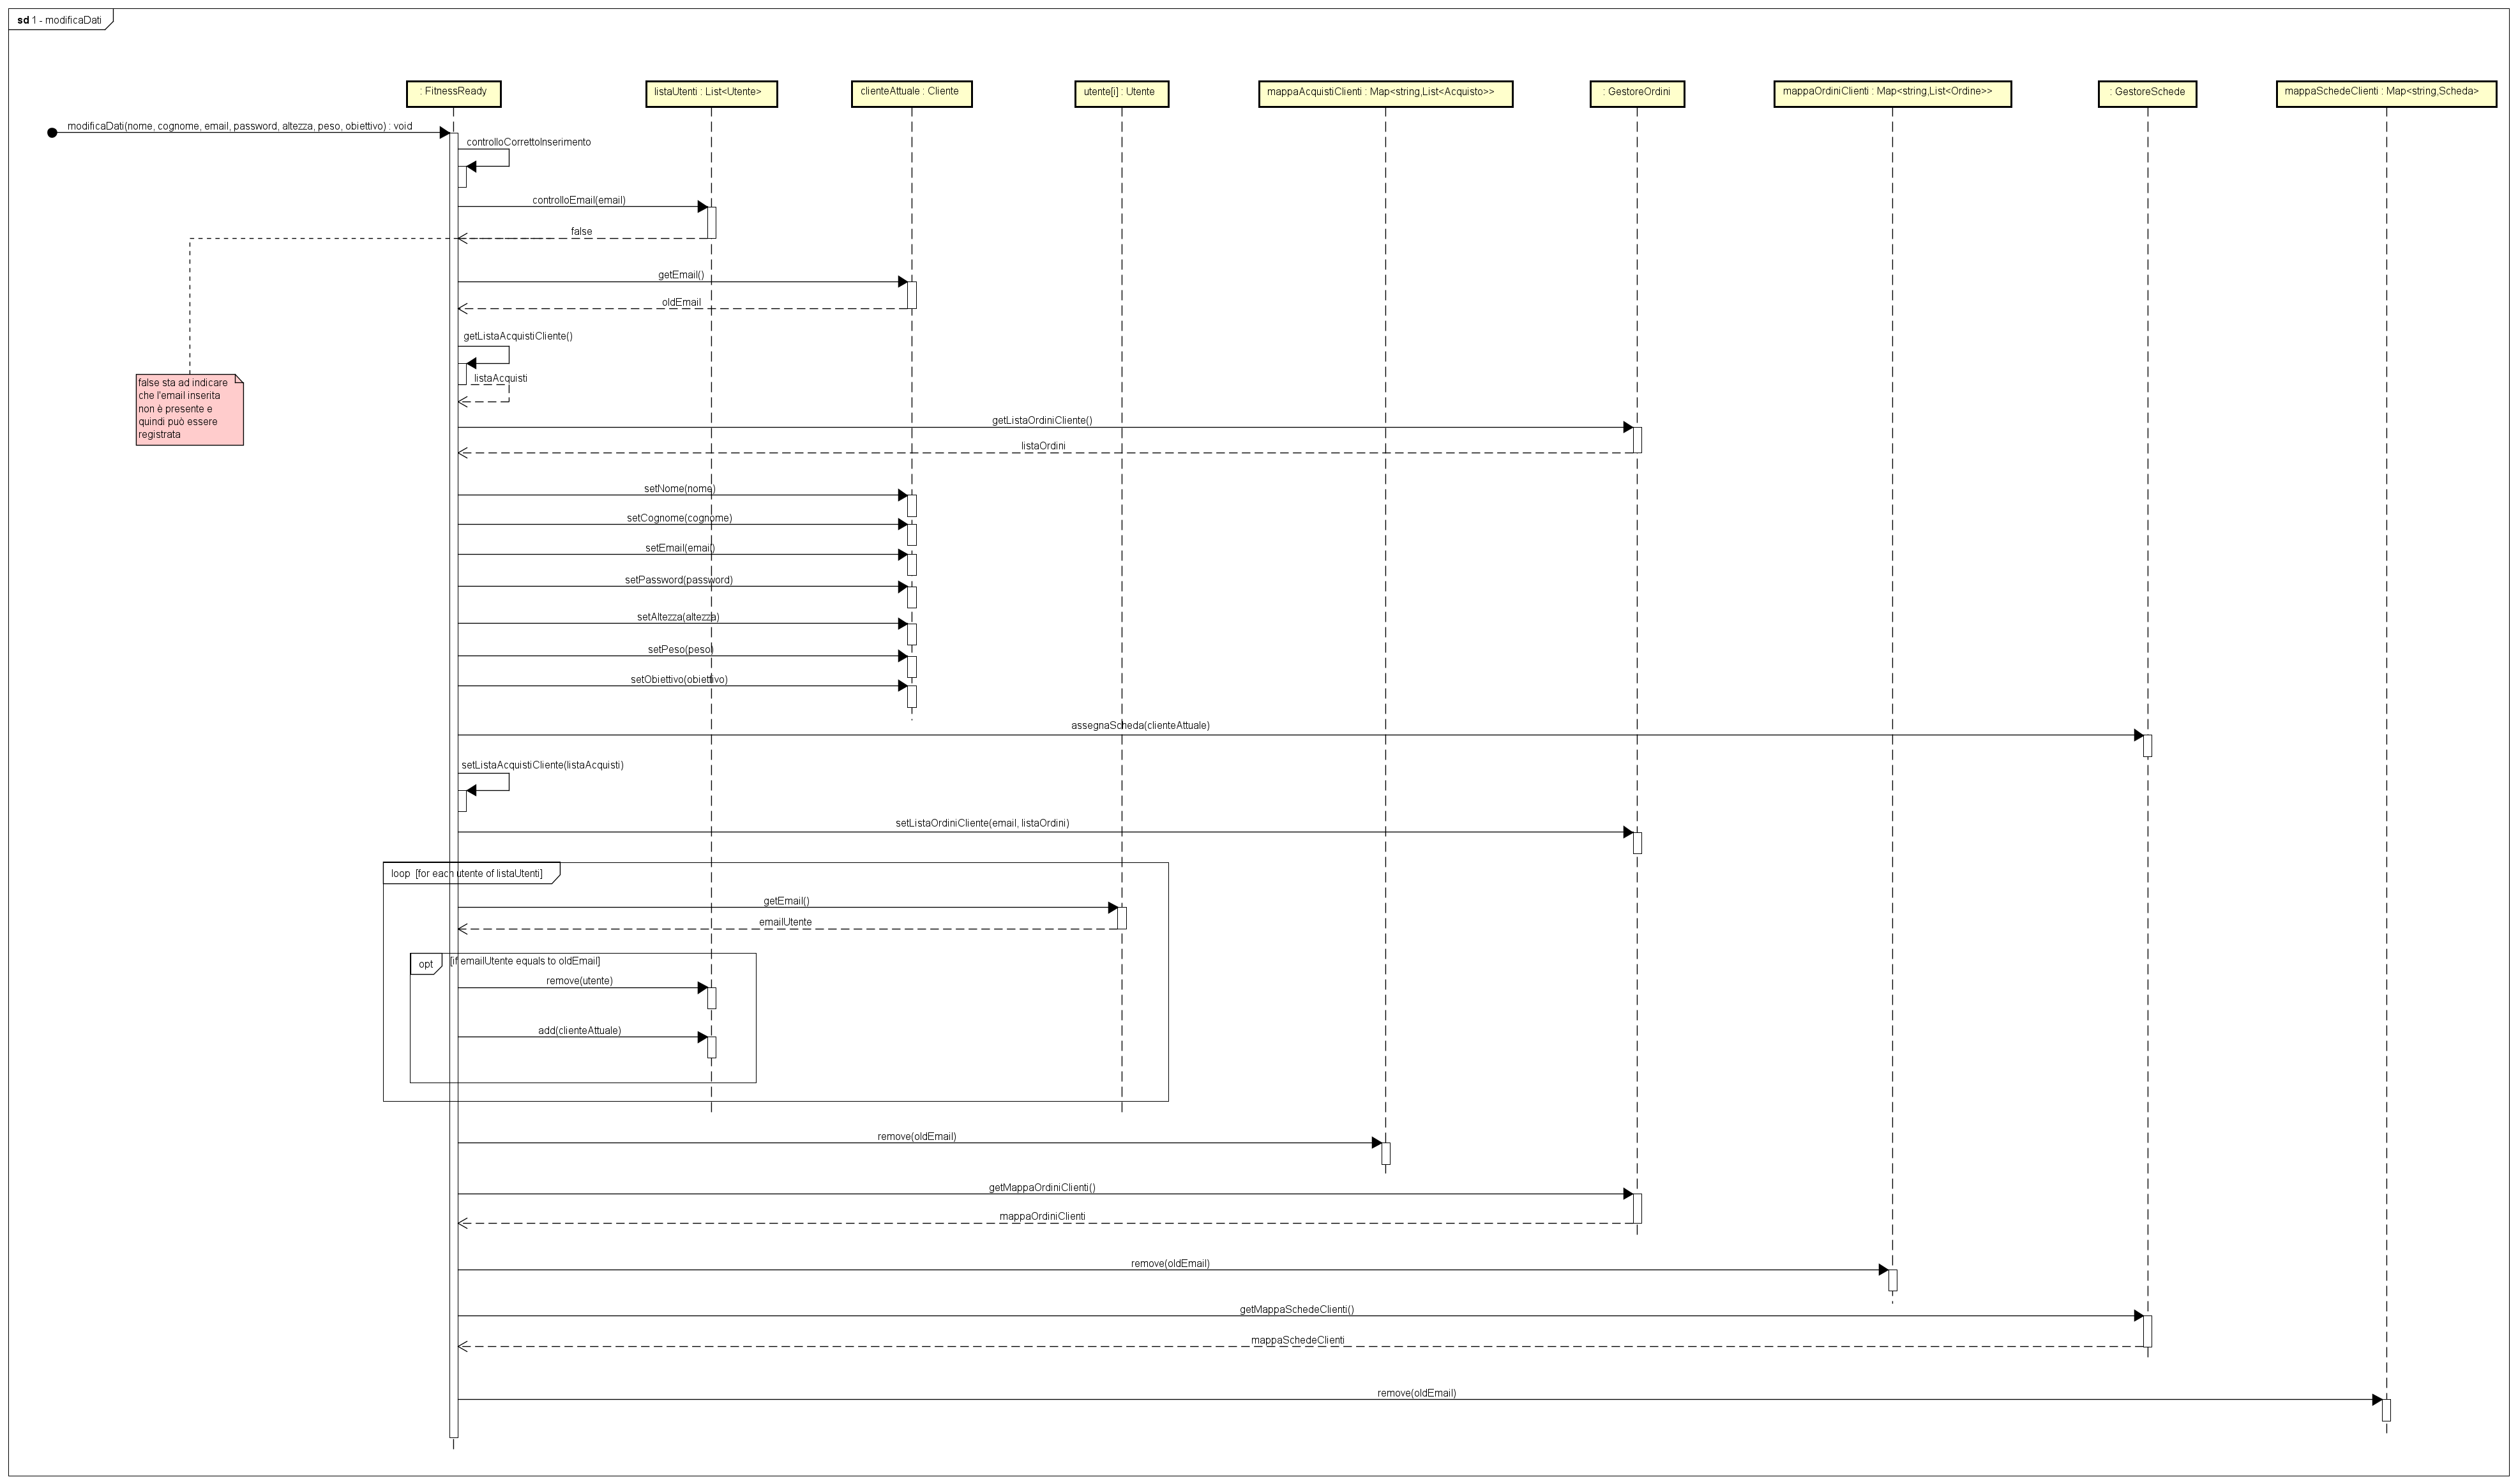 sd 1 - modificaDati
: FitnessReady
listaUtenti : List<Utente>
clienteAttuale : Cliente
utente[i] : Utente
mappaAcquistiClienti : Map<string,List<Acquisto>>
: GestoreOrdini
mappaOrdiniClienti : Map<string,List<Ordine>>
: GestoreSchede
mappaSchedeClienti : Map<string,Scheda>
modificaDati(nome, cognome, email, password, altezza, peso, obiettivo) : void
controlloCorrettoInserimento
controlloEmail(email)
false
getEmail()
oldEmail
getListaAcquistiCliente()
listaAcquisti
false sta ad indicare
che l'email inserita
non è presente e
quindi può essere
registrata
getListaOrdiniCliente()
listaOrdini
setNome(nome)
setCognome(cognome)
setEmail(email)
setPassword(password)
setAltezza(altezza)
setPeso(peso)
setObiettivo(obiettivo)
assegnaScheda(clienteAttuale)
setListaAcquistiCliente(listaAcquisti)
setListaOrdiniCliente(email, listaOrdini)
loop [for each utente of listaUtenti]
getEmail()
emailUtente
opt [if emailUtente equals to oldEmail]
remove(utente)
add(clienteAttuale)
remove(oldEmail)
getMappaOrdiniClienti()
mappaOrdiniClienti
remove(oldEmail)
getMappaSchedeClienti()
mappaSchedeClienti
remove(oldEmail)